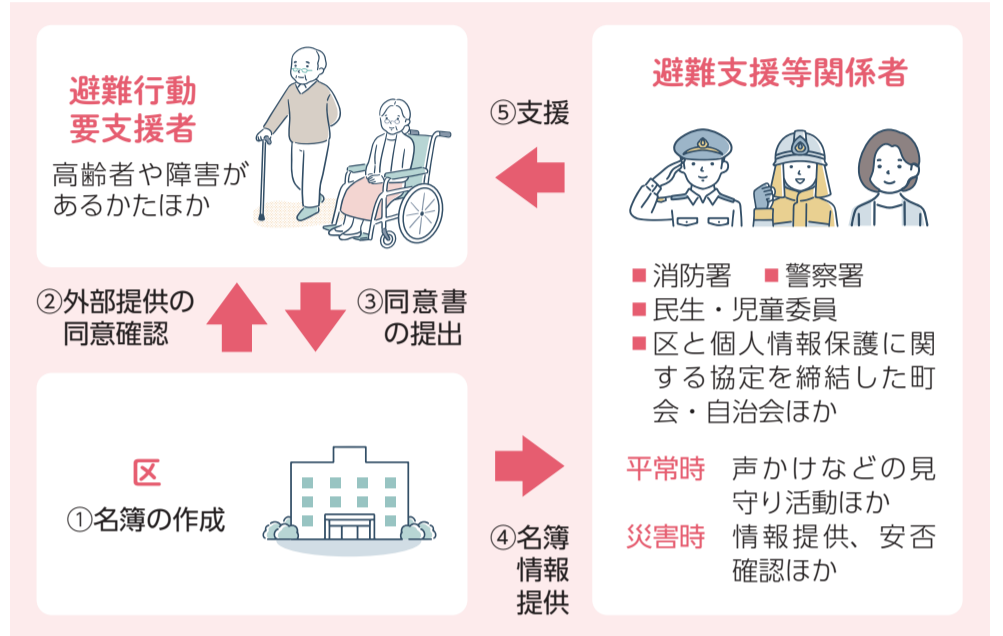 避難行動
要支援者
高齢者や障害が
あるかたほか
②外部提供の
同意確認
③同意書
の提出
区
①名簿の作成
④名簿
情報
提供
⑤支援
避難支援等関係者
■消防署 ■警察署
■民生・児童委員
■区と個人情報保護に関
する協定を締結した町
会・自治会ほか
平常時 声かけなどの見
守り活動ほか
災害時 情報提供、安否
確認ほか